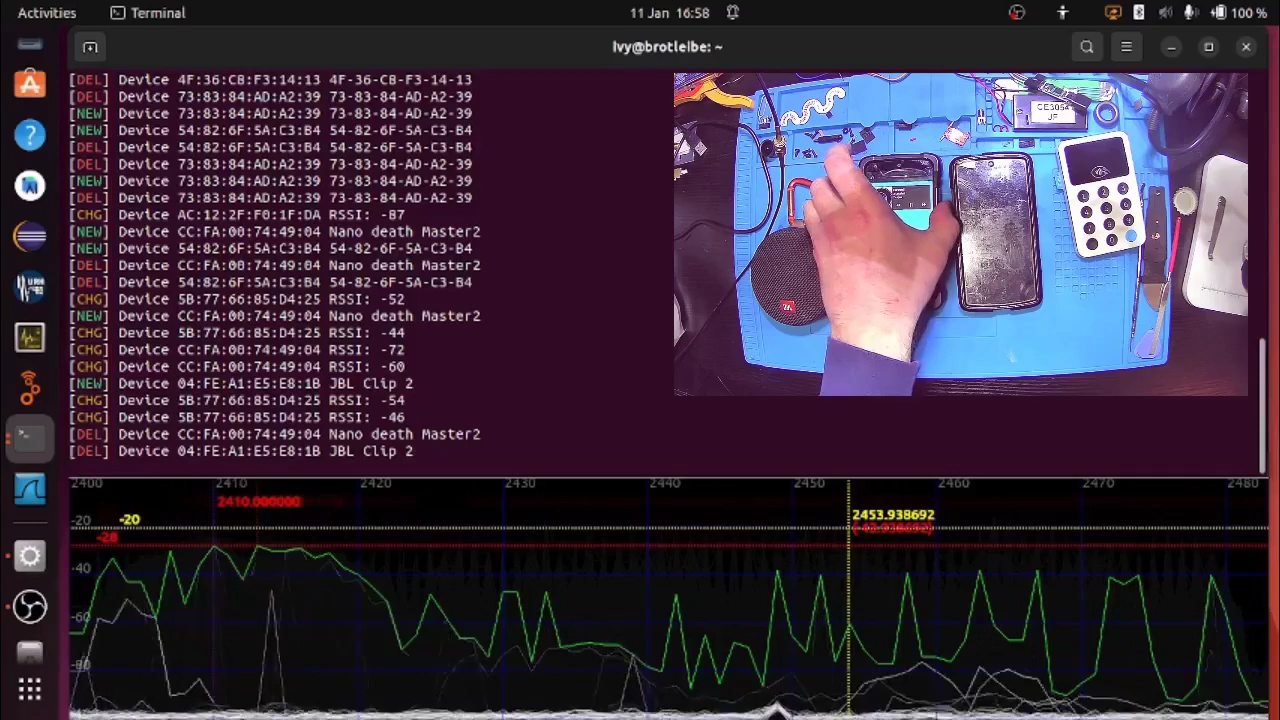 Activities
Terminal
11 Jan 16:58
100 %
Ivy@brotleibe: ~
[DEL] Device 4F:36:CB:F3:14:13 4F-36-CB-F3-14-13
[DEL] Device 73:83:84:AD:A2:39 73-83-84-AD-A2-39
[NEW] Device 73:83:84:AD:A2:39 73-83-84-AD-A2-39
[NEW] Device 54:82:6F:5A:C3:B4 54-82-6F-5A-C3-B4
[DEL] Device 54:82:6F:5A:C3:B4 54-82-6F-5A-C3-B4
[DEL] Device 73:83:84:AD:A2:39 73-83-84-AD-A2-39
[NEW] Device 73:83:84:AD:A2:39 73-83-84-AD-A2-39
[DEL] Device 73:83:84:AD:A2:39 73-83-84-AD-A2-39
[CHG] Device AC:12:2F:F0:1F:DA RSSI: -87
[NEW] Device CC:FA:00:74:49:04 Nano death Master2
[NEW] Device 54:82:6F:5A:C3:B4 54-82-6F-5A-C3-B4
[DEL] Device CC:FA:00:74:49:04 Nano death Master2
[DEL] Device 54:82:6F:5A:C3:B4 54-82-6F-5A-C3-B4
[CHG] Device 5B:77:66:85:D4:25 RSSI: -52
[NEW] Device CC:FA:00:74:49:04 Nano death Master2
[CHG] Device 5B:77:66:85:D4:25 RSSI: -44
[CHG] Device CC:FA:00:74:49:04 RSSI: -72
[CHG] Device CC:FA:00:74:49:04 RSSI: -60
[NEW] Device 04:FE:A1:E5:E8:1B JBL Clip 2
[CHG] Device 5B:77:66:85:D4:25 RSSI: -54
[CHG] Device 5B:77:66:85:D4:25 RSSI: -46
[DEL] Device CC:FA:00:74:49:04 Nano death Master2
[DEL] Device 04:FE:A1:E5:E8:1B JBL Clip 2
CE3054
JF
JBL
2400 2410 2420 2430 2440 2450 2460 2470 2480
2410.000000
2453.938692
-20 -20
-28
-40
-60
-80